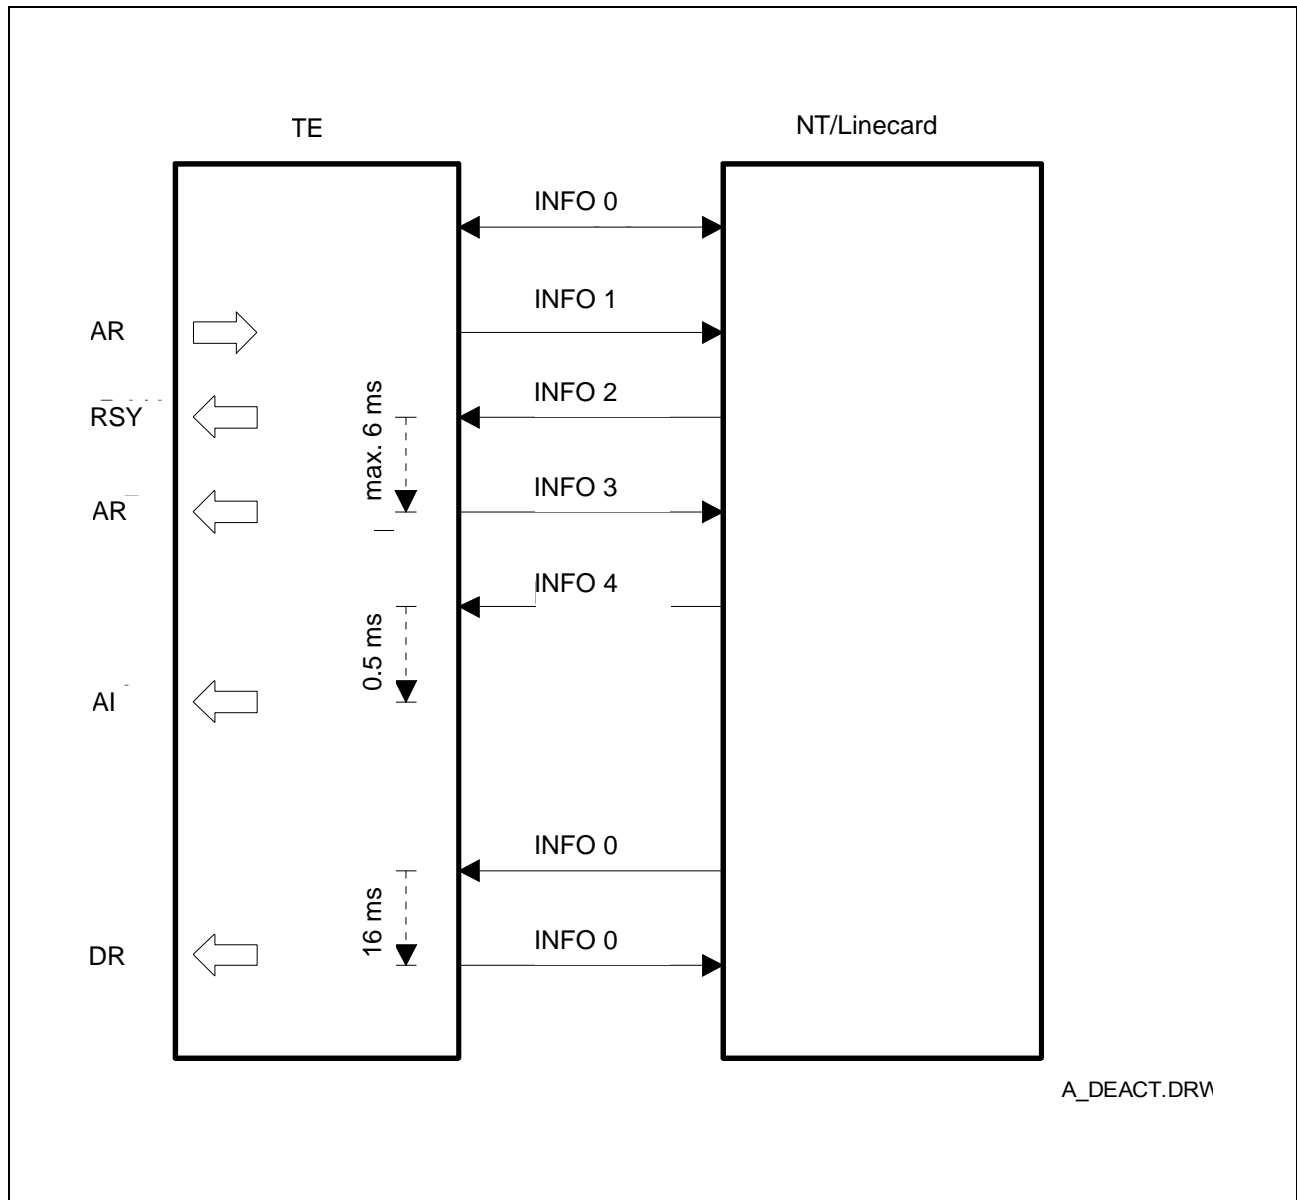 TE
NT/Linecard
INFO 0
INFO 1
AR
INFO 2
RSY
max. 6 ms
INFO 3
AR
INFO 4
0.5 ms
AI
INFO 0
16 ms
INFO 0
DR
A_DEACT.DRW